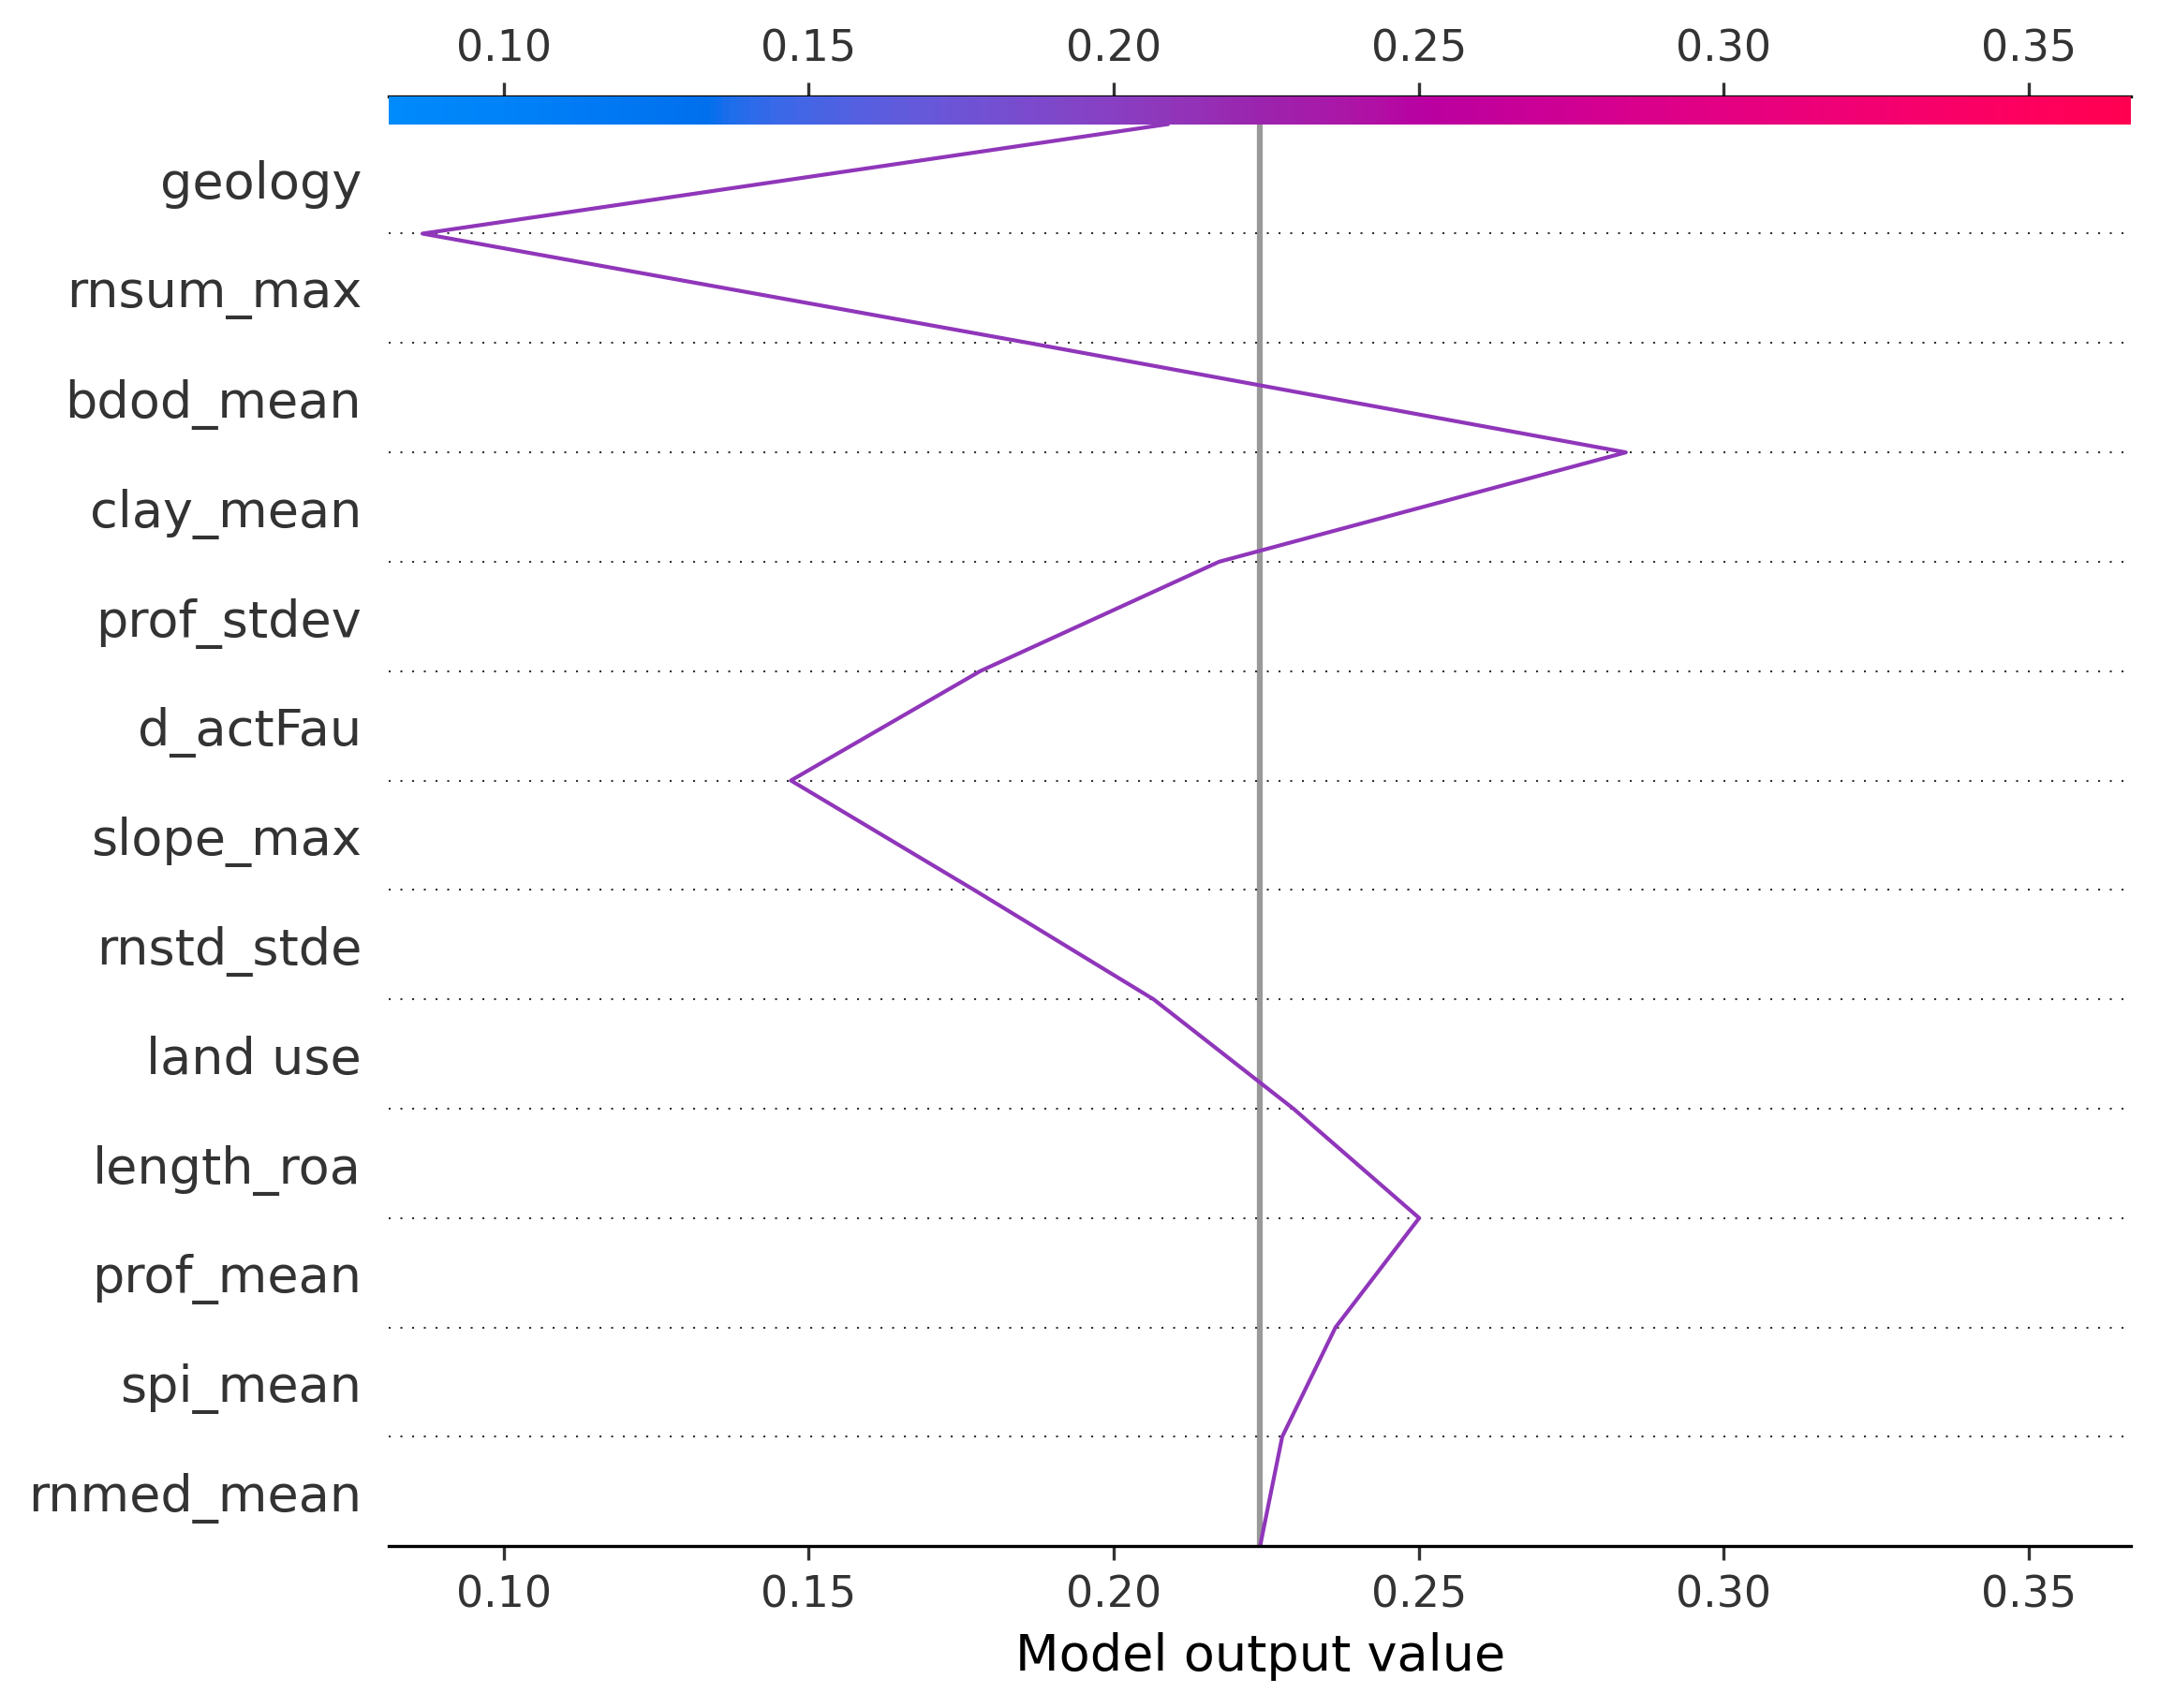 0.10 0.15 0.20 0.25 0.30 0.35
geology
rnsum_max
bdod_mean
clay_mean
prof_stdev
d_actFau
slope_max
rnstd_stde
land use
length_roa
prof_mean
spi_mean
rnmed_mean
0.10 0.15 0.20 0.25 0.30 0.35
Model output value